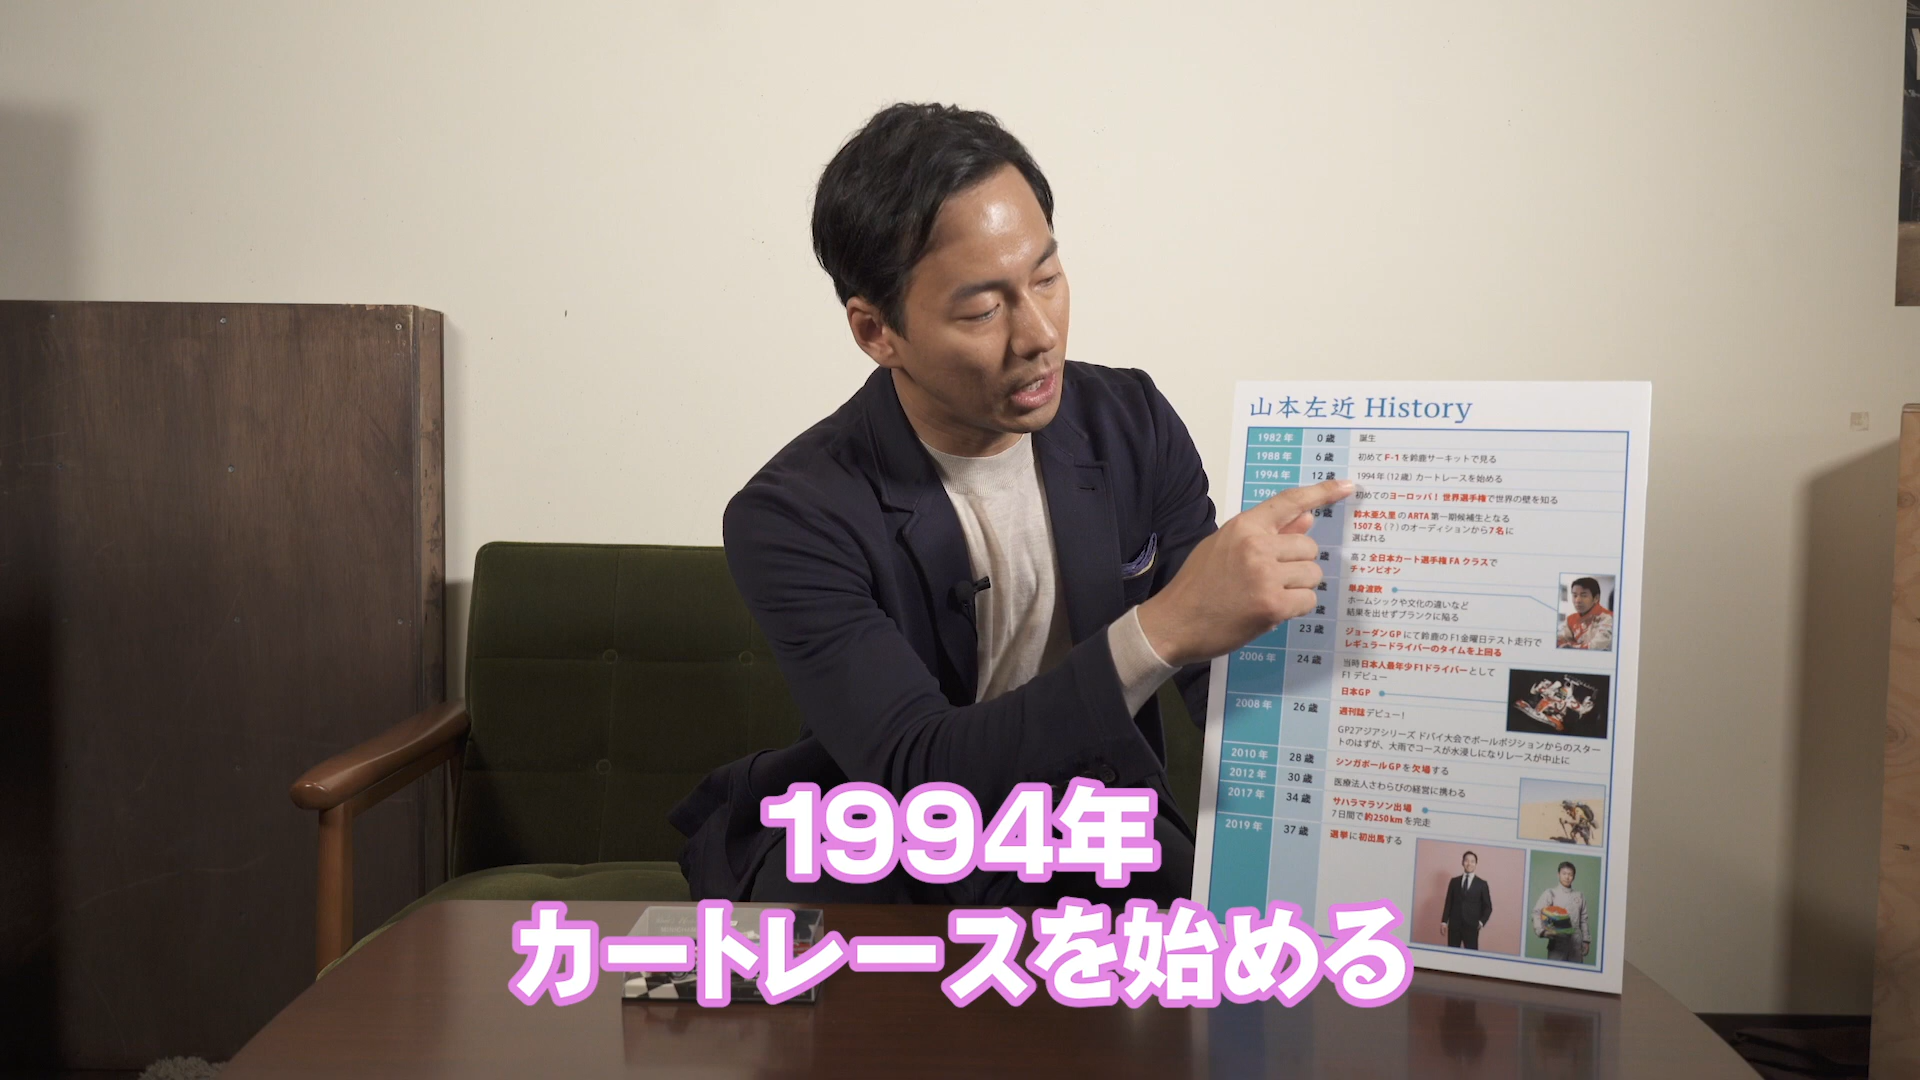 山本左近 History
1982年 0歳 誕生
1988年 6歳 初めてF-1を鈴鹿サーキットで見る
1994年 12歳 1994年(12歳) カートレースを始める
1996 初めてのヨーロッパ! 世界選手権で世界の壁を知る
15歳 鈴木亜久里のARTA第一期候補生となる
1507名(?)のオーディションから7名に
選ばれる
歳 高2 全日本カート選手権FAクラスで
チャンピオン
単身渡欧
ホームシックや文化の違いなど
歳 結果を出せずブランクに陥る
23歳 ジョーダンGPにて鈴鹿のF1金曜日テスト走行で
レギュラードライバーのタイムを上回る
2006年 24歳 当時日本人最年少F1ドライバーとして
F1デビュー
日本GP
2008年 26歳 週刊誌デビュー!
GP2アジアシリーズ ドバイ大会でポールポジションからのスター
トのはずが、大雨でコースが水浸しになりレースが中止に
2010年 28歳 シンガポールGPを欠場する
2012年 30歳 医療法人さわらびの経営に携わる
2017年 34歳 サハラマラソン出場
7日間で約250kmを完走
2019年 37歳 選挙に初出馬する
1994年
カートレースを始める